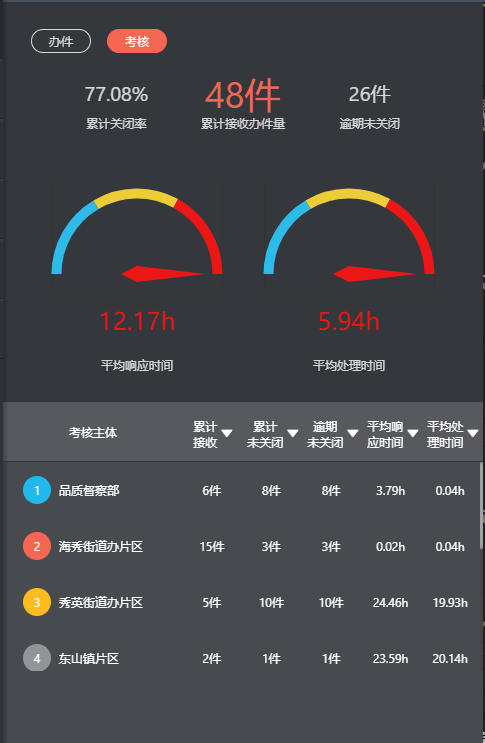 办件 考核
77.08% 48件 26件
累计关闭率 累计接收办件量 逾期未关闭
12.17h 5.94h
平均响应时间 平均处理时间
考核主体 累计接收 累计未关闭 逾期未关闭 平均响应时间 平均处理时间
1 品质督察部 6件 8件 8件 3.79h 0.04h
2 海秀街道办片区 15件 3件 3件 0.02h 0.04h
3 秀英街道办片区 5件 10件 10件 24.46h 19.93h
4 东山镇片区 2件 1件 1件 23.59h 20.14h